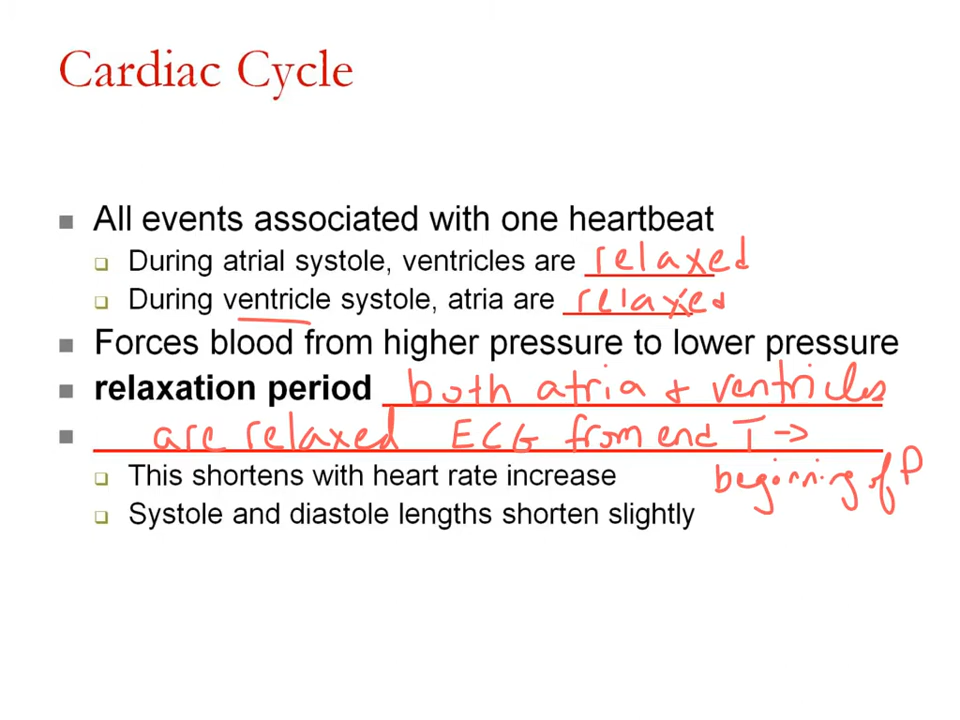 Cardiac Cycle
All events associated with one heartbeat
During atrial systole, ventricles are relaxed
During ventricle systole, atria are relaxed
Forces blood from higher pressure to lower pressure
relaxation period both atria + ventricles
are relaxed ECG from end T →
beginning of P
This shortens with heart rate increase
Systole and diastole lengths shorten slightly